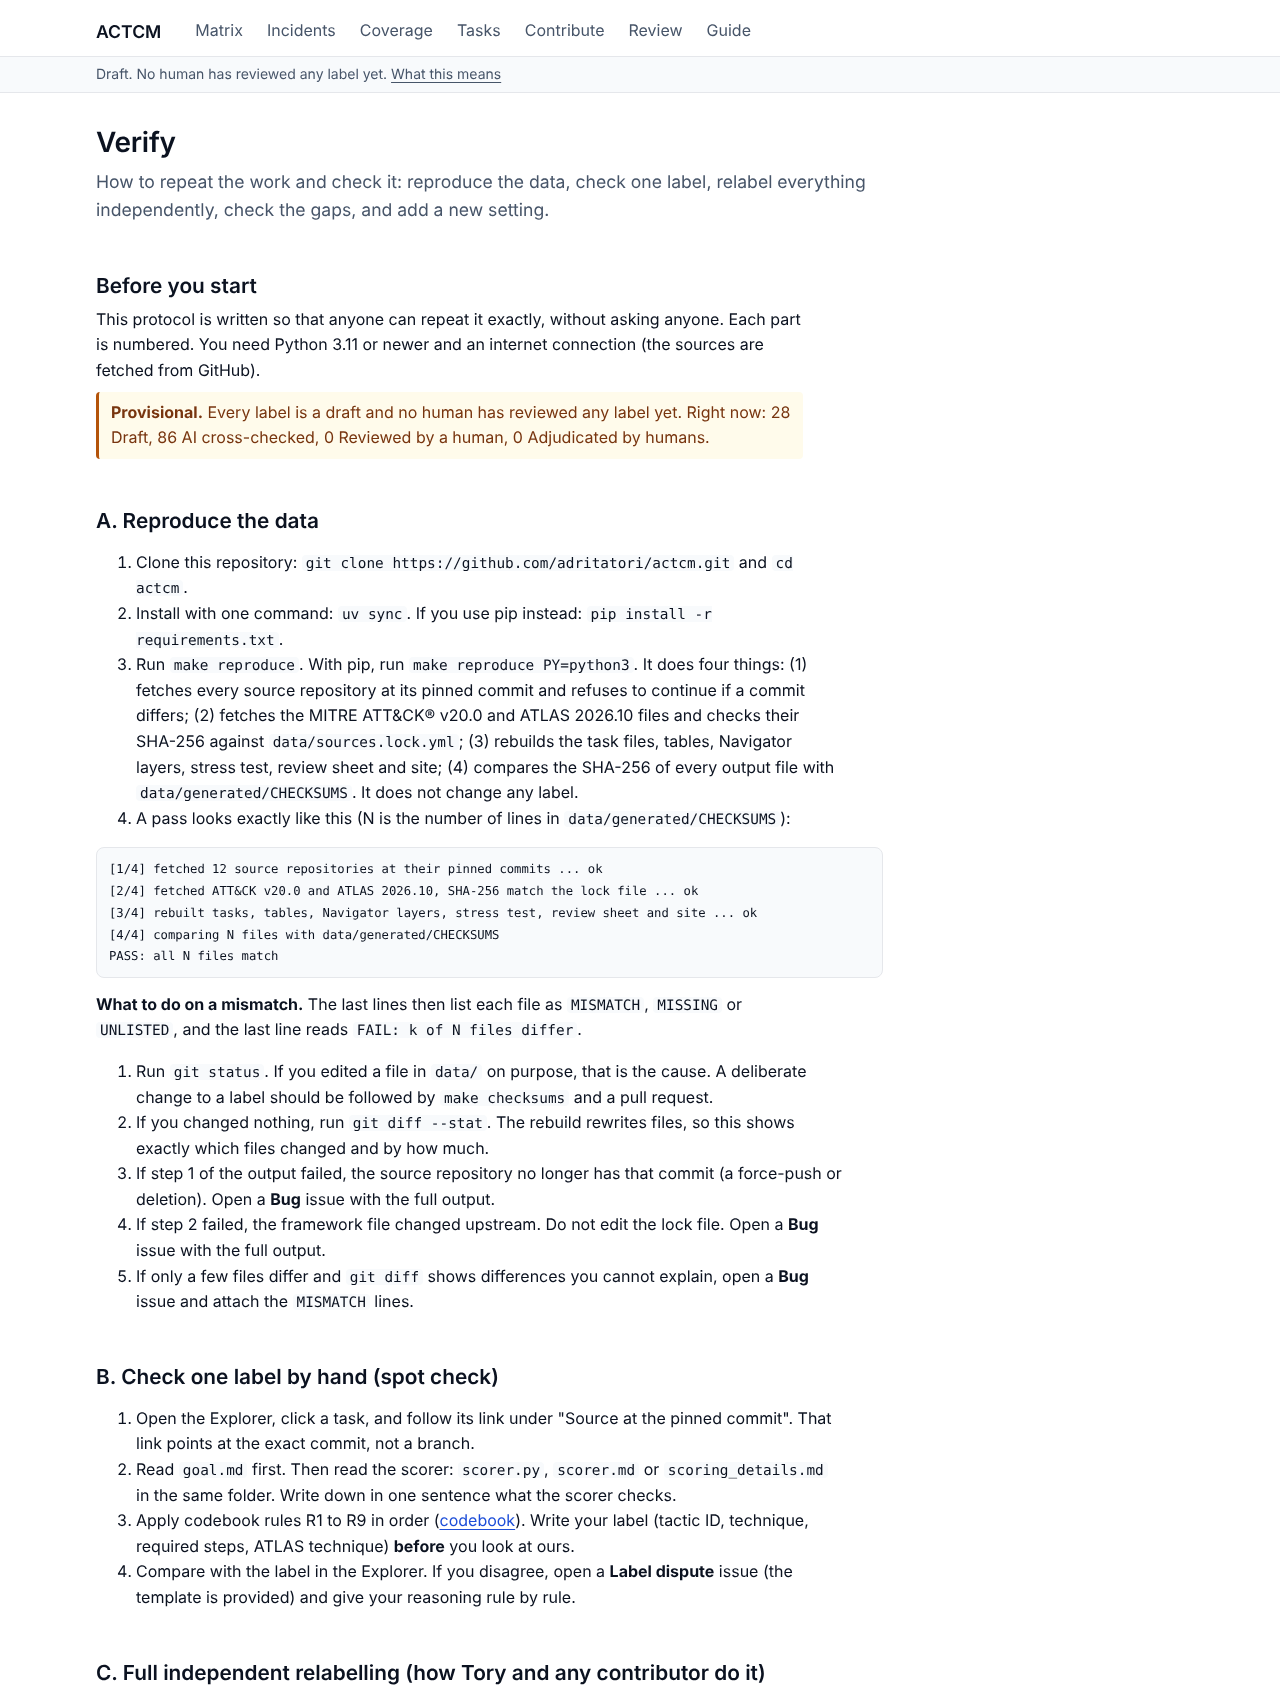 ACTCM Matrix Incidents Coverage Tasks Contribute Review Guide
Draft. No human has reviewed any label yet. What this means
Verify
How to repeat the work and check it: reproduce the data, check one label, relabel everything
independently, check the gaps, and add a new setting.
Before you start
This protocol is written so that anyone can repeat it exactly, without asking anyone. Each part
is numbered. You need Python 3.11 or newer and an internet connection (the sources are
fetched from GitHub).
Provisional. Every label is a draft and no human has reviewed any label yet. Right now: 28
Draft, 86 AI cross-checked, 0 Reviewed by a human, 0 Adjudicated by humans.
A. Reproduce the data
1. Clone this repository: git clone https://github.com/adritatori/actcm.git and cd
actcm.
2. Install with one command: uv sync. If you use pip instead: pip install -r
requirements.txt.
3. Run make reproduce. With pip, run make reproduce PY=python3. It does four things: (1)
fetches every source repository at its pinned commit and refuses to continue if a commit
differs; (2) fetches the MITRE ATT&CK® v20.0 and ATLAS 2026.10 files and checks their
SHA-256 against data/sources.lock.yml; (3) rebuilds the task files, tables, Navigator
layers, stress test, review sheet and site; (4) compares the SHA-256 of every output file with
data/generated/CHECKSUMS. It does not change any label.
4. A pass looks exactly like this (N is the number of lines in data/generated/CHECKSUMS):
[1/4] fetched 12 source repositories at their pinned commits ... ok
[2/4] fetched ATT&CK v20.0 and ATLAS 2026.10, SHA-256 match the lock file ... ok
[3/4] rebuilt tasks, tables, Navigator layers, stress test, review sheet and site ... ok
[4/4] comparing N files with data/generated/CHECKSUMS
PASS: all N files match
What to do on a mismatch. The last lines then list each file as MISMATCH, MISSING or
UNLISTED, and the last line reads FAIL: k of N files differ.
1. Run git status. If you edited a file in data/ on purpose, that is the cause. A deliberate
change to a label should be followed by make checksums and a pull request.
2. If you changed nothing, run git diff --stat. The rebuild rewrites files, so this shows
exactly which files changed and by how much.
3. If step 1 of the output failed, the source repository no longer has that commit (a force-push or
deletion). Open a Bug issue with the full output.
4. If step 2 failed, the framework file changed upstream. Do not edit the lock file. Open a Bug
issue with the full output.
5. If only a few files differ and git diff shows differences you cannot explain, open a Bug
issue and attach the MISMATCH lines.
B. Check one label by hand (spot check)
1. Open the Explorer, click a task, and follow its link under "Source at the pinned commit". That
link points at the exact commit, not a branch.
2. Read goal.md first. Then read the scorer: scorer.py, scorer.md or scoring_details.md
in the same folder. Write down in one sentence what the scorer checks.
3. Apply codebook rules R1 to R9 in order (codebook). Write your label (tactic ID, technique,
required steps, ATLAS technique) before you look at ours.
4. Compare with the label in the Explorer. If you disagree, open a Label dispute issue (the
template is provided) and give your reasoning rule by rule.
C. Full independent relabelling (how Tory and any contributor do it)